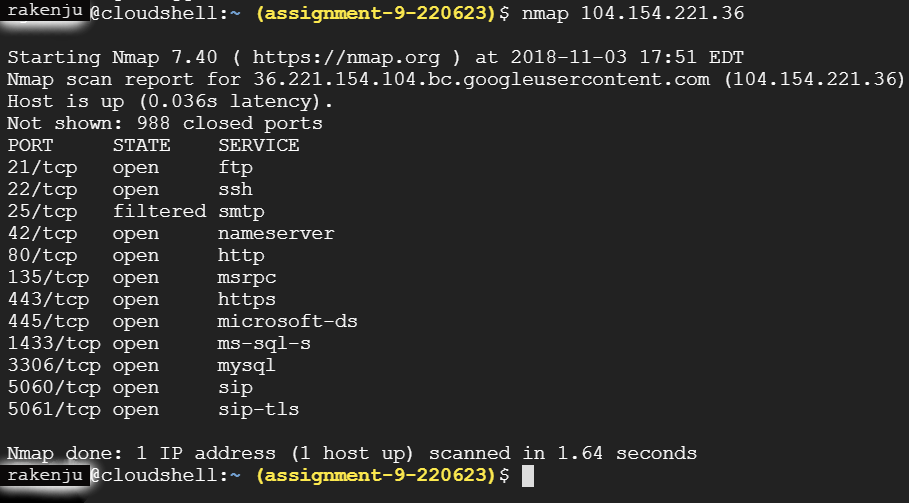 rakenju@cloudshell:~ (assignment-9-220623)$ nmap 104.154.221.36
Starting Nmap 7.40 ( https://nmap.org ) at 2018-11-03 17:51 EDT
Nmap scan report for 36.221.154.104.bc.googleusercontent.com (104.154.221.36)
Host is up (0.036s latency).
Not shown: 988 closed ports
PORT     STATE    SERVICE
21/tcp   open     ftp
22/tcp   open     ssh
25/tcp   filtered smtp
42/tcp   open     nameserver
80/tcp   open     http
135/tcp  open     msrpc
443/tcp  open     https
445/tcp  open     microsoft-ds
1433/tcp open     ms-sql-s
3306/tcp open     mysql
5060/tcp open     sip
5061/tcp open     sip-tls
Nmap done: 1 IP address (1 host up) scanned in 1.64 seconds
rakenju@cloudshell:~ (assignment-9-220623)$